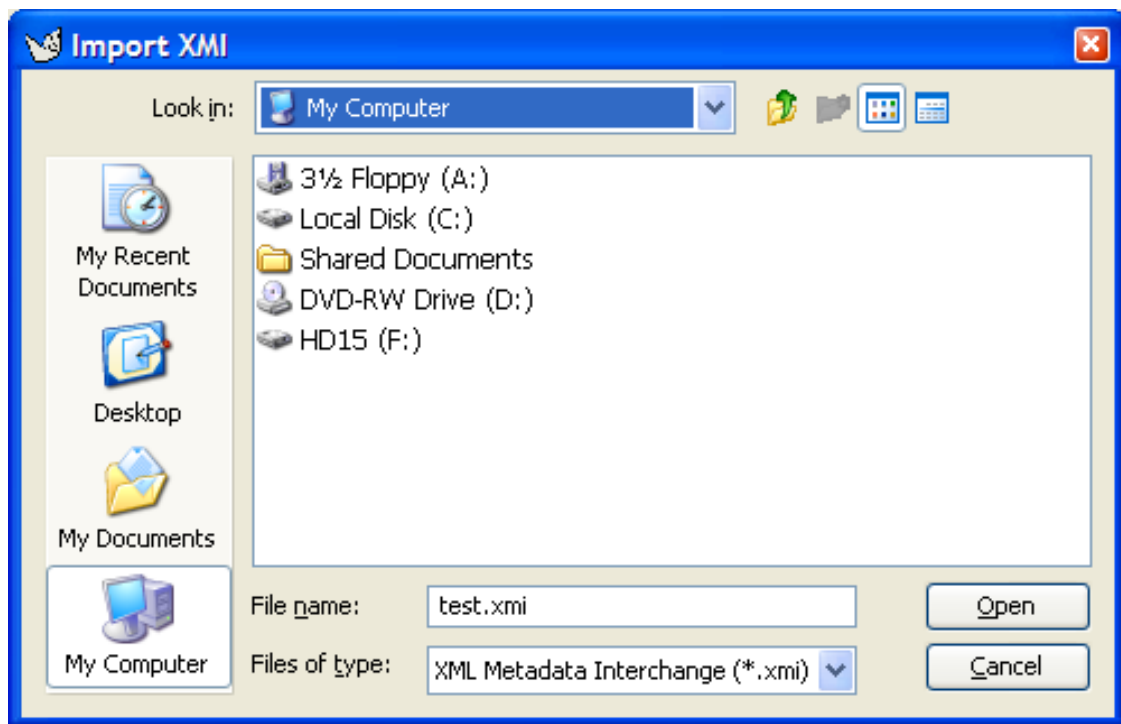 Import XMI
Look in: My Computer
3½ Floppy (A:)
Local Disk (C:)
Shared Documents
DVD-RW Drive (D:)
HD15 (F:)
My Recent
Documents
Desktop
My Documents
My Computer
File name: test.xmi Open
Files of type: XML Metadata Interchange (*.xmi) Cancel